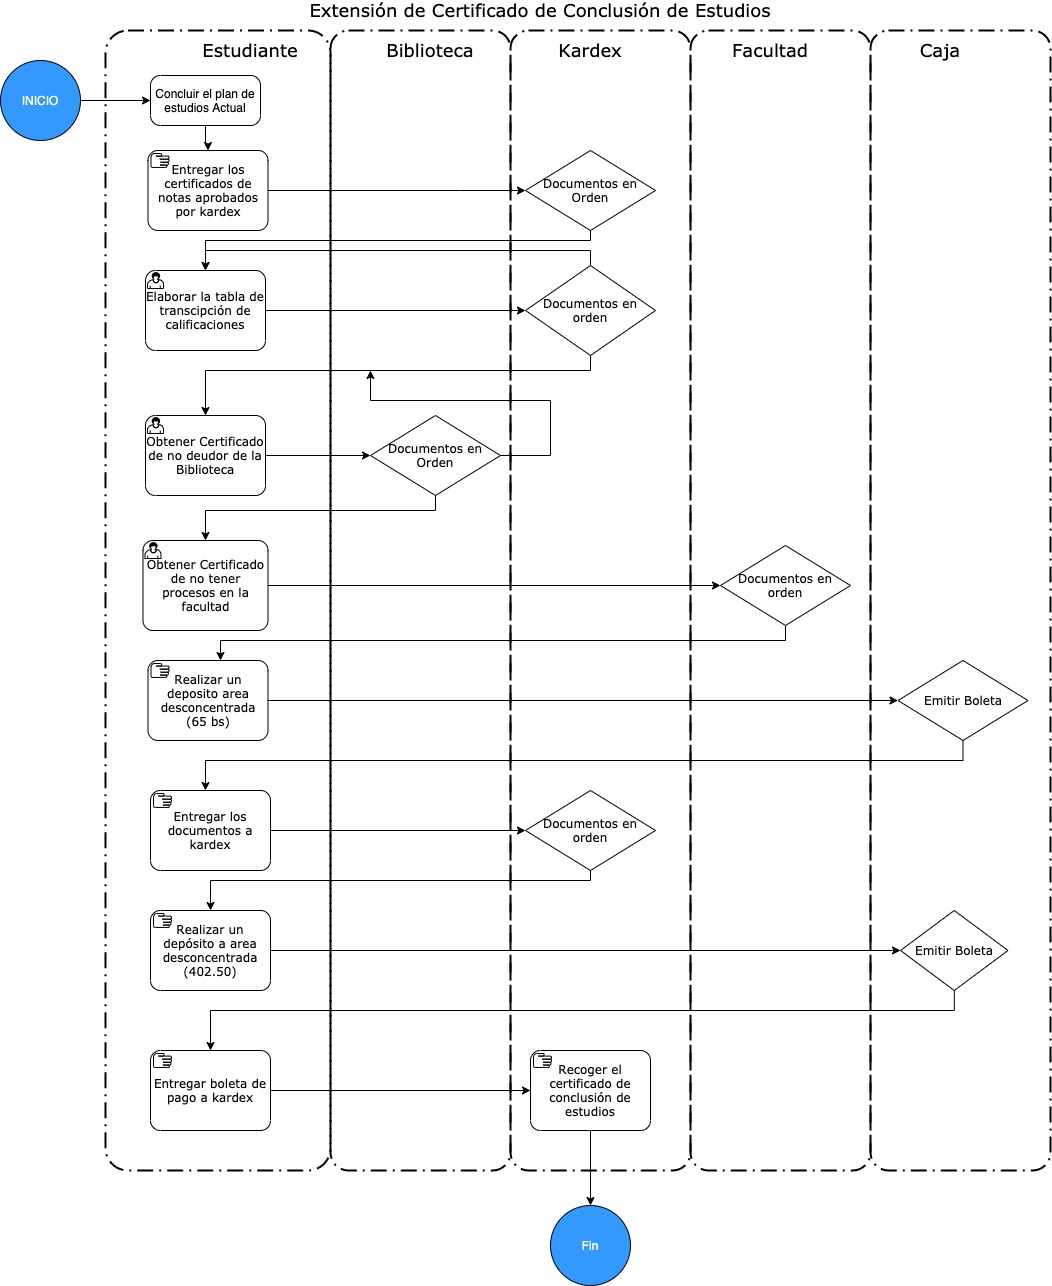 Extensión de Certificado de Conclusión de Estudios
Estudiante
Biblioteca
Kardex
Facultad
Caja
INICIO
Concluir el plan de
estudios Actual
Entregar los
certificados de
notas aprobados
por kardex
Documentos en
Orden
Elaborar la tabla de
transcipción de
calificaciones
Documentos en
orden
Obtener Certificado
de no deudor de la
Biblioteca
Documentos en
Orden
Obtener Certificado
de no tener
procesos en la
facultad
Documentos en
orden
Realizar un
deposito area
desconcentrada
(65 bs)
Emitir Boleta
Entregar los
documentos a
kardex
Documentos en
orden
Realizar un
depósito a area
desconcentrada
(402.50)
Emitir Boleta
Entregar boleta de
pago a kardex
Recoger el
certificado de
conclusión de
estudios
Fin